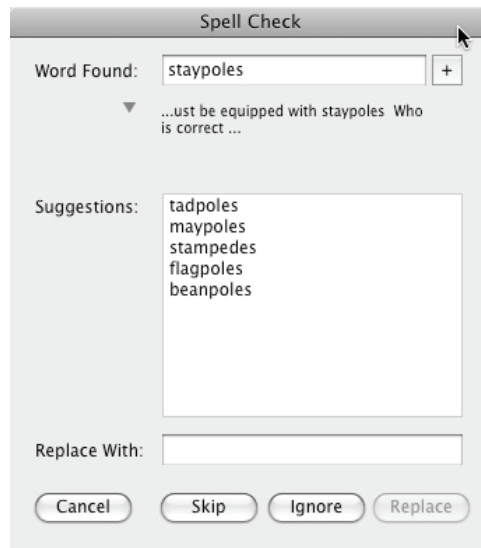 Spell Check
Word Found: staypoles +
...ust be equipped with staypoles  Who
is correct ...
Suggestions: tadpoles
maypoles
stampedes
flagpoles
beanpoles
Replace With:
Cancel Skip Ignore Replace